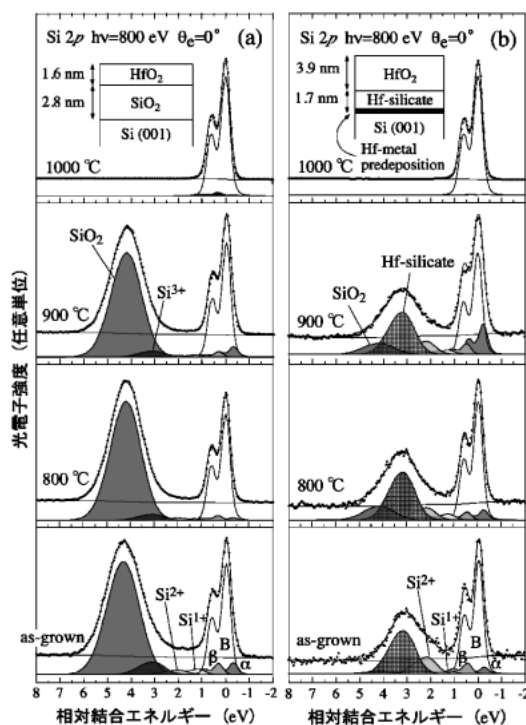 Si 2p hν=800 eV θe=0° (a)
1.6 nm
HfO2
2.8 nm
SiO2
Si (001)
1000 ℃
SiO2
Si3+
900 ℃
800 ℃
Si2+
Si1+
B
β
α
as-grown
8 7 6 5 4 3 2 1 0 -1 -2
相対結合エネルギー (eV)
光電子強度 (任意単位)
Si 2p hν=800 eV θe=0° (b)
3.9 nm
HfO2
1.7 nm
Hf-silicate
Si (001)
Hf-metal
predeposition
1000 ℃
Hf-silicate
SiO2
900 ℃
800 ℃
Si2+
Si1+
B
β
α
as-grown
8 7 6 5 4 3 2 1 0 -1 -2
相対結合エネルギー (eV)